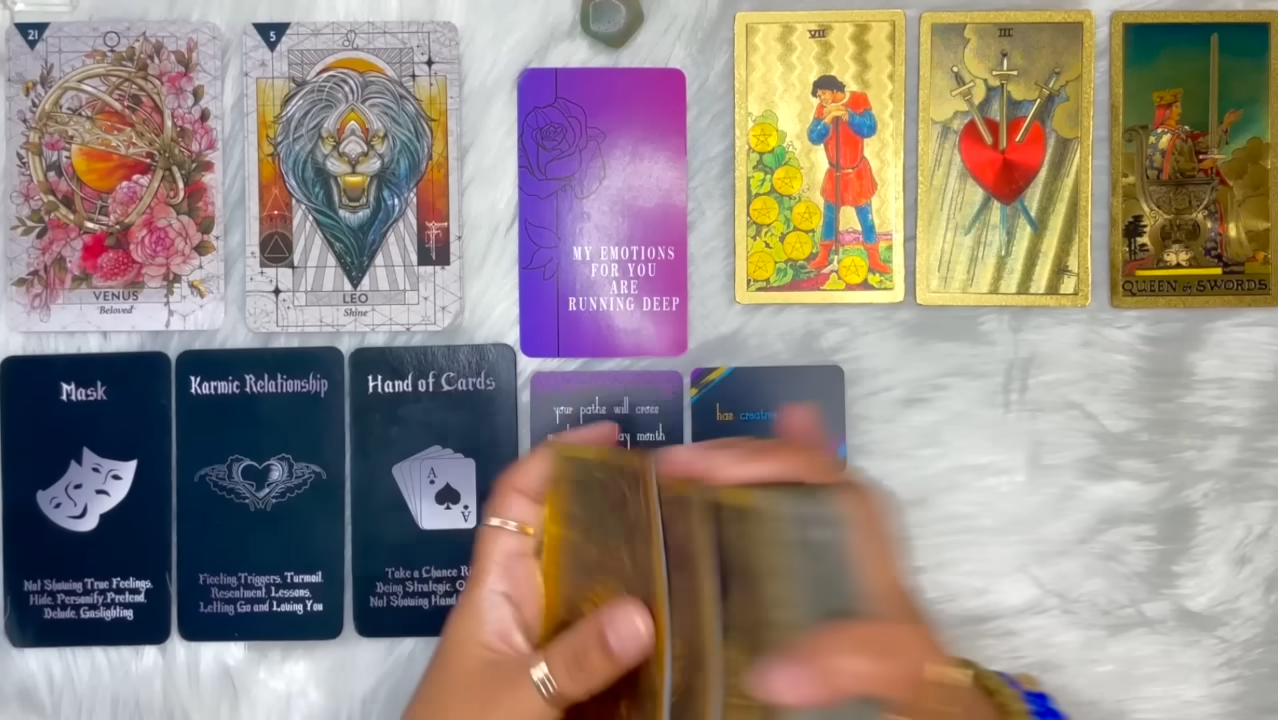 21
VENUS
Beloved
5
LEO
Shine
MY EMOTIONS
FOR YOU
ARE
RUNNING DEEP
VII
III
QUEEN of SWORDS.
Mask
Not Showing True Feelings,
Hide, Personify, Pretend,
Delude, Gaslighting
Karmic Relationship
Fleeting, Triggers, Turmoil,
Resentment, Lessons,
Letting Go and Loving You
Hand of Cards
A
A
Take a Chance
Being Strategic,
Not Showing Hand
your paths will cross
month
has